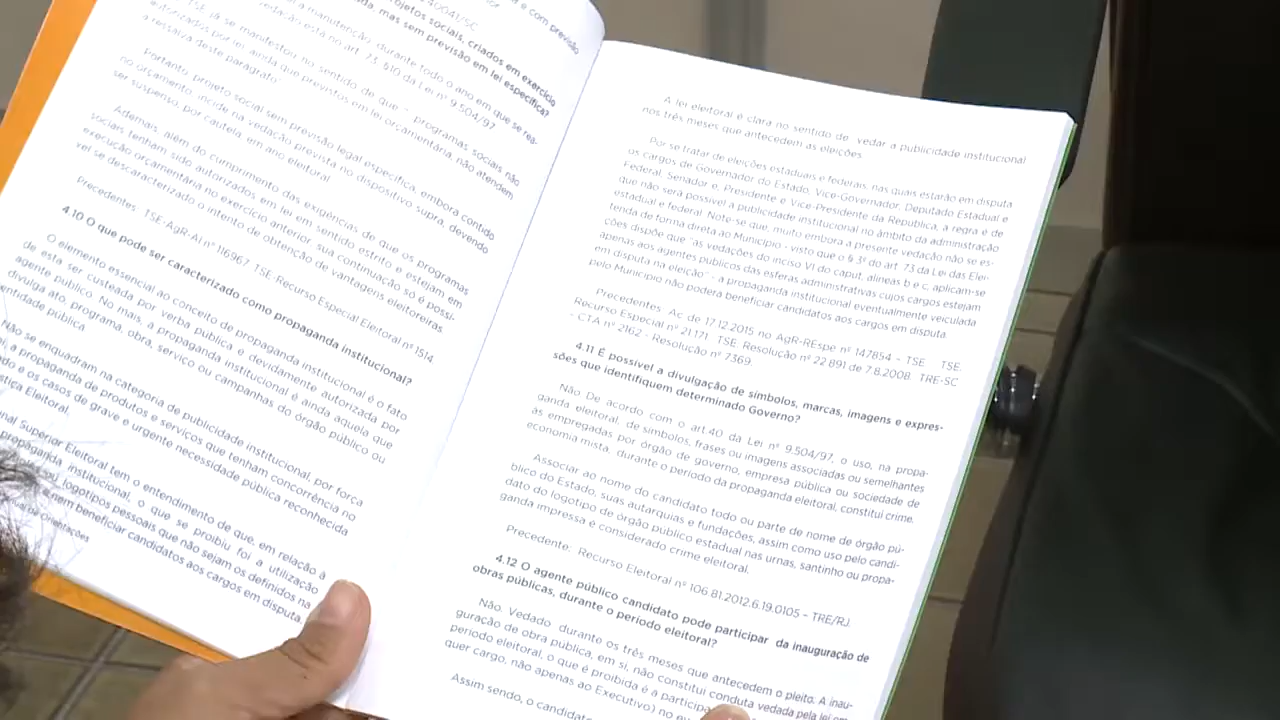 e com previsão
40041/SC
rojetos sociais, criados em exercício
da, mas sem previsão em lei específica?
TSE já se manifestou no sentido de que "programas sociais não
autorizados por lei, ainda que previstos em lei orçamentária, não atendem
a ressalva deste parágrafo".
Portanto, projeto social sem previsão legal específica, embora contido
no orçamento, incide na vedação prevista no dispositivo supra, devendo
ser suspenso, por cautela, em ano eleitoral.
Ademais, além do cumprimento das exigências de que os programas
sociais tenham sido autorizados em lei em sentido estrito e estejam em
execução orçamentária no exercício anterior, sua continuação só é possí-
vel se descaracterizado o intento de obtenção de vantagens eleitoreiras.
Precedentes: TSE-AgR-AI nº 116967. TSE: Recurso Especial Eleitoral nº 1514
4.10 O que pode ser caracterizado como propaganda institucional?
O elemento essencial ao conceito de propaganda institucional é o fato
de esta ser custeada por verba pública e devidamente autorizada por
agente público. No mais, a propaganda institucional é ainda aquela que
divulga ato, programa, obra, serviço ou campanhas do órgão público ou
entidade pública.
Não se enquadram na categoria de publicidade institucional, por força
a propaganda de produtos e serviços que tenham concorrência no
do e os casos de grave e urgente necessidade pública reconhecida
stiça Eleitoral.
unal Superior Eleitoral tem o entendimento de que, em relação à
propaganda institucional, o que se proibiu foi a utilização
ou logotipos pessoais que não sejam os definidos na
nem beneficiar candidatos aos cargos em disputa.
de Orientações
A lei eleitoral é clara no sentido de vedar a publicidade institucional
nos três meses que antecedem as eleições.
Por se tratar de eleições estaduais e federais, nas quais estarão em disputa
os cargos de Governador do Estado, Vice-Governador, Deputado Estadual e
Federal, Senador e, Presidente e Vice-Presidente da República, a regra é de
que não será possível a publicidade institucional no âmbito da administração
estadual e federal. Note-se que, muito embora a presente vedação não se es-
tenda de forma direta ao Município - visto que o § 3º do art. 73 da Lei das Elei-
ções dispõe que "as vedações do inciso VI do caput, alíneas b e c, aplicam-se
apenas aos agentes públicos das esferas administrativas cujos cargos estejam
em disputa na eleição" -, a propaganda institucional eventualmente veiculada
pelo Município não poderá beneficiar candidatos aos cargos em disputa.
Precedentes: Ac de 17.12.2015 no AgR-REspe nº 147854 – TSE. TSE:
Recurso Especial nº 21.171. TSE: Resolução nº 22.891 de 7.8.2008. TRE-SC
– CTA nº 2162 – Resolução nº 7369.
4.11 É possível a divulgação de símbolos, marcas, imagens e expres-
sões que identifiquem determinado Governo?
Não. De acordo com o art.40 da Lei nº 9.504/97, o uso, na propa-
ganda eleitoral, de símbolos, frases ou imagens associadas ou semelhantes
às empregadas por órgão de governo, empresa pública ou sociedade de
economia mista, durante o período da propaganda eleitoral, constitui crime.
Associar ao nome do candidato todo ou parte de nome de órgão pú-
blico do Estado, suas autarquias e fundações, assim como uso pelo candi-
dato do logotipo de órgão público estadual nas urnas, santinho ou propa-
ganda impressa é considerado crime eleitoral.
Precedente: Recurso Eleitoral nº 106.81.2012.6.19.0105 – TRE/RJ.
4.12 O agente público candidato pode participar da inauguração de
obras públicas, durante o período eleitoral?
Não. Vedado durante os três meses que antecedem o pleito. A inau-
guração de obra pública, em si, não constitui conduta vedada pela lei em
período eleitoral, o que é proibida é a participa
quer cargo, não apenas ao Executivo) no
Assim sendo, o candidat